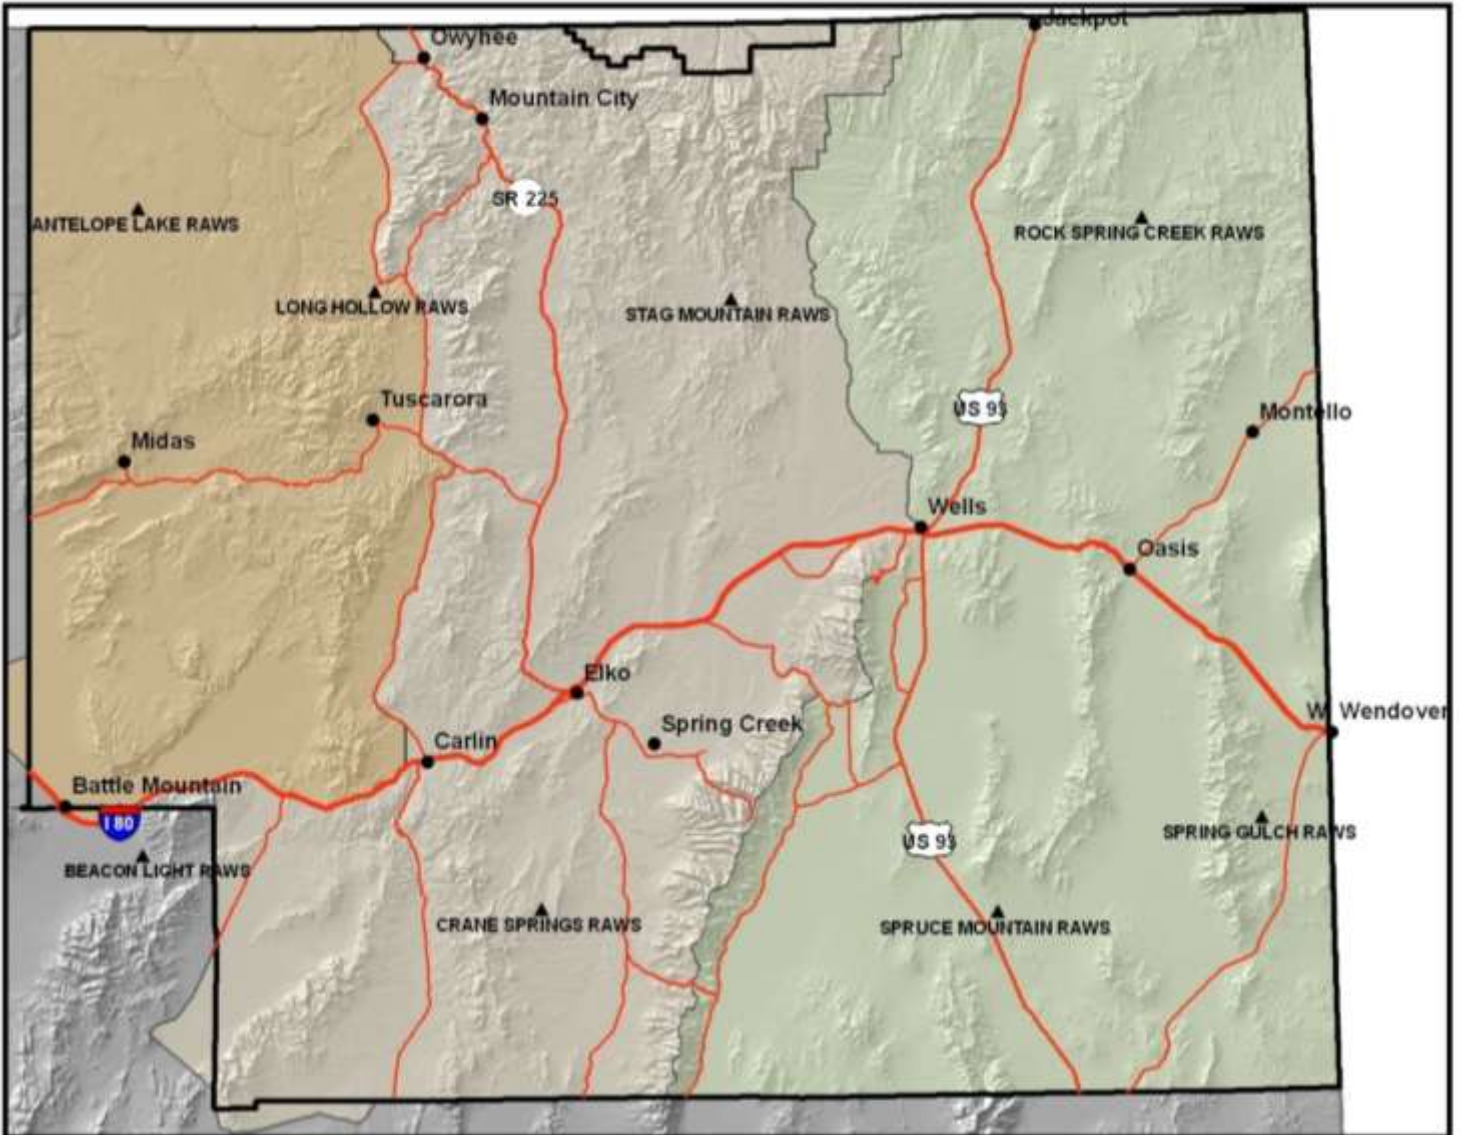 Jackpot
Owyhee
Mountain City
SR 225
ANTELOPE LAKE RAWS
ROCK SPRING CREEK RAWS
LONG HOLLOW RAWS
STAG MOUNTAIN RAWS
Tuscarora
US 93
Montello
Midas
Wells
Oasis
Elko
Spring Creek
W. Wendover
Carlin
Battle Mountain
I 80
SPRING GULCH RAWS
US 93
BEACON LIGHT RAWS
CRANE SPRINGS RAWS
SPRUCE MOUNTAIN RAWS